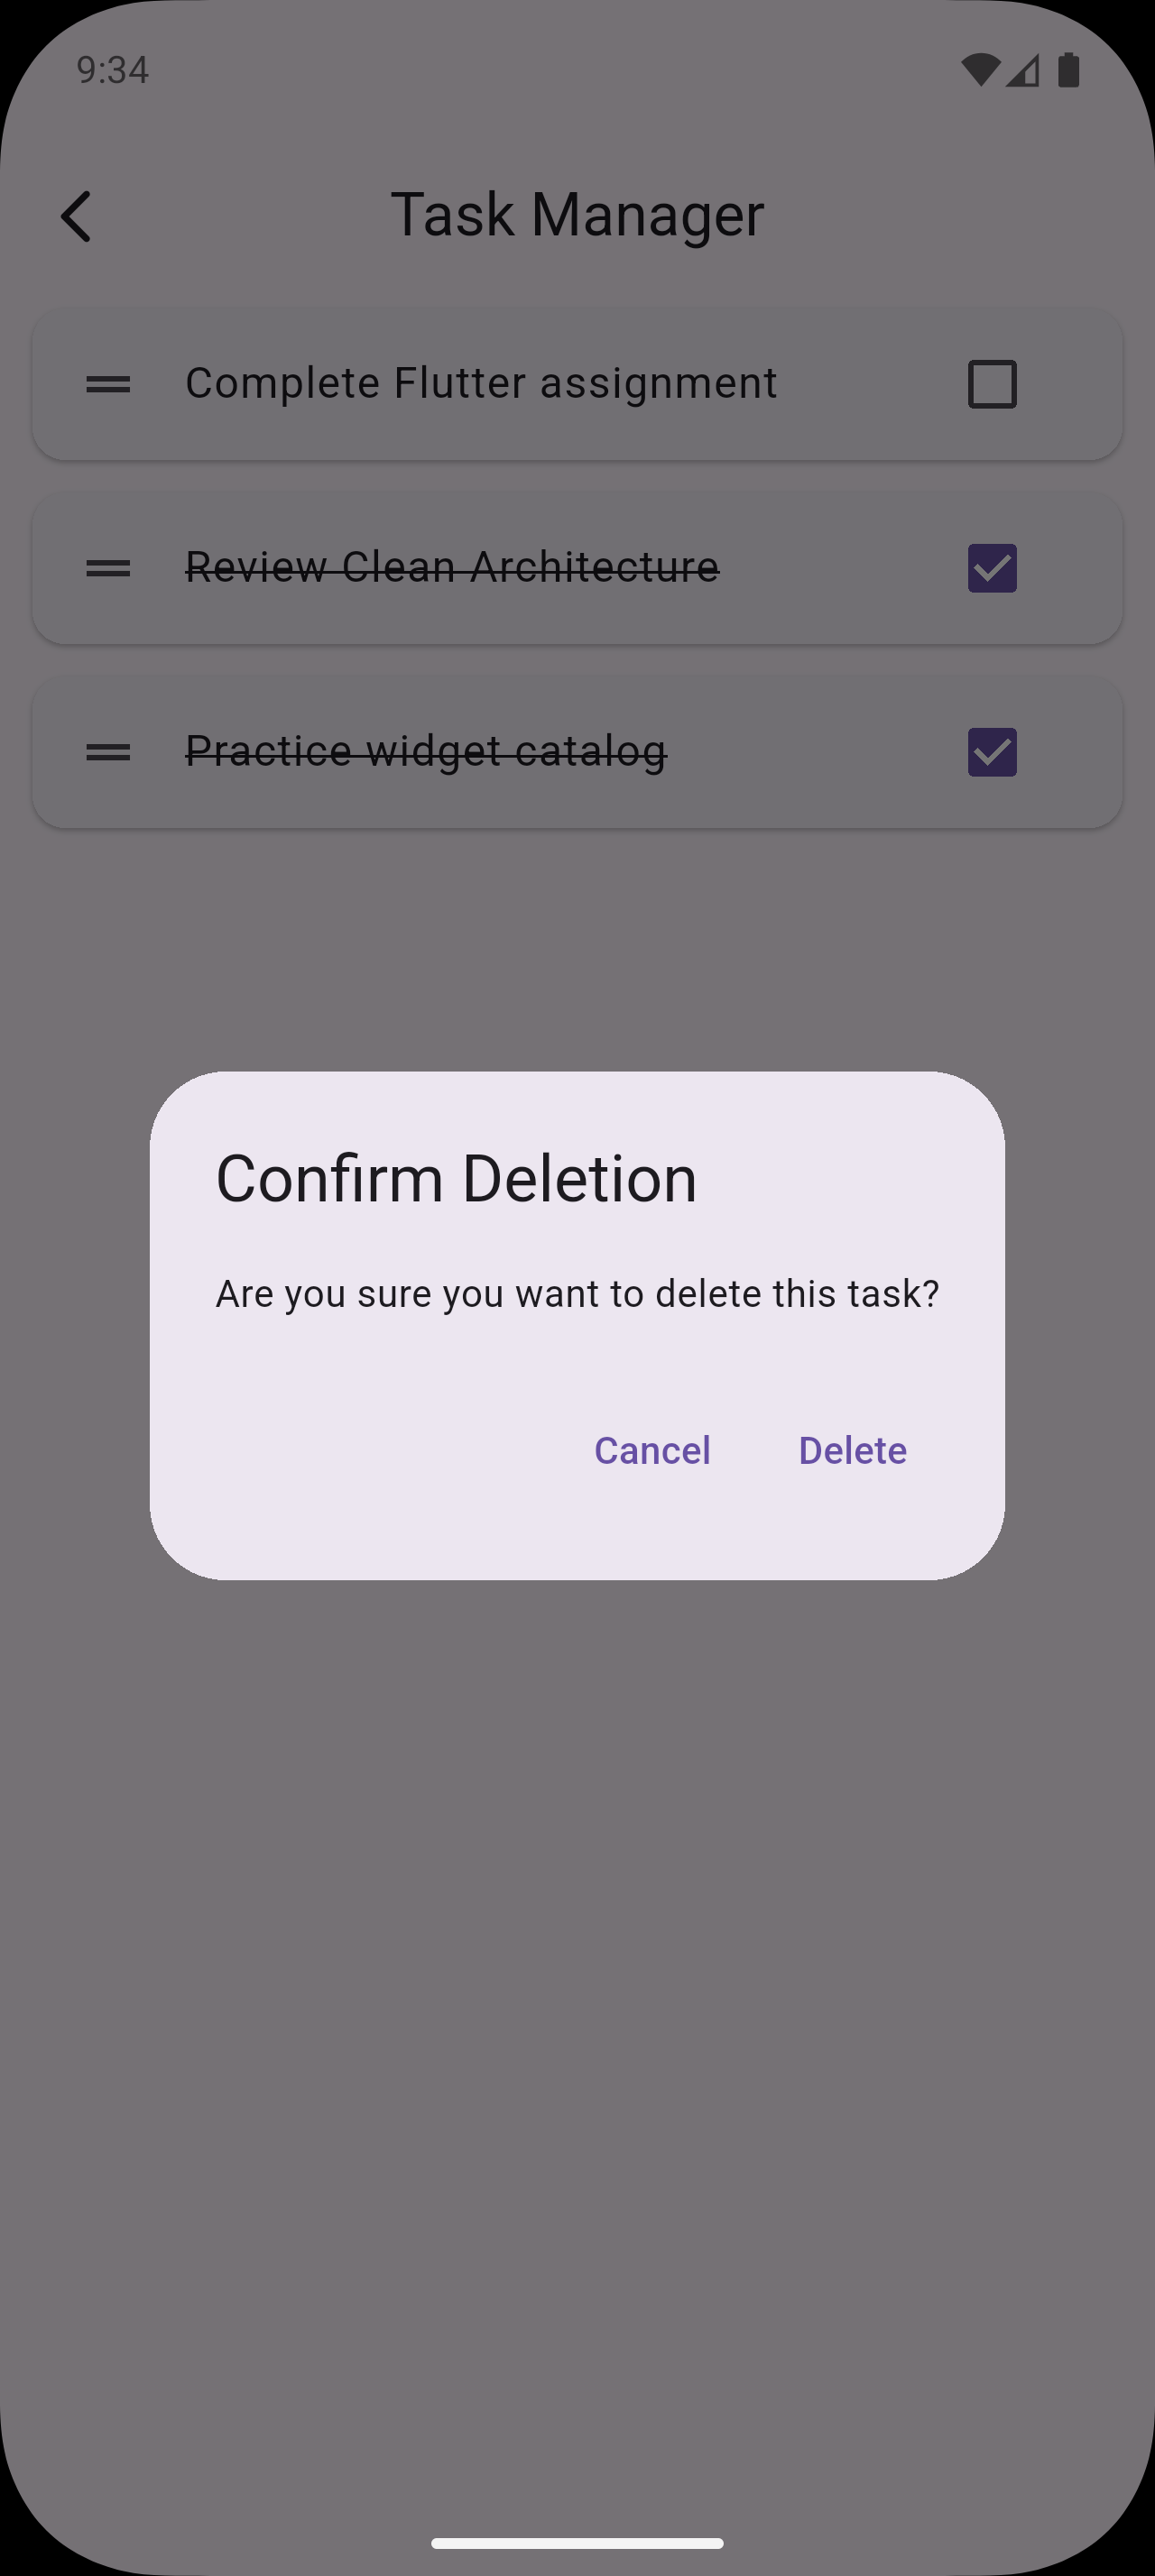 9:34
Task Manager
Complete Flutter assignment
Review Clean Architecture
Practice widget catalog
Confirm Deletion
Are you sure you want to delete this task?
Cancel Delete